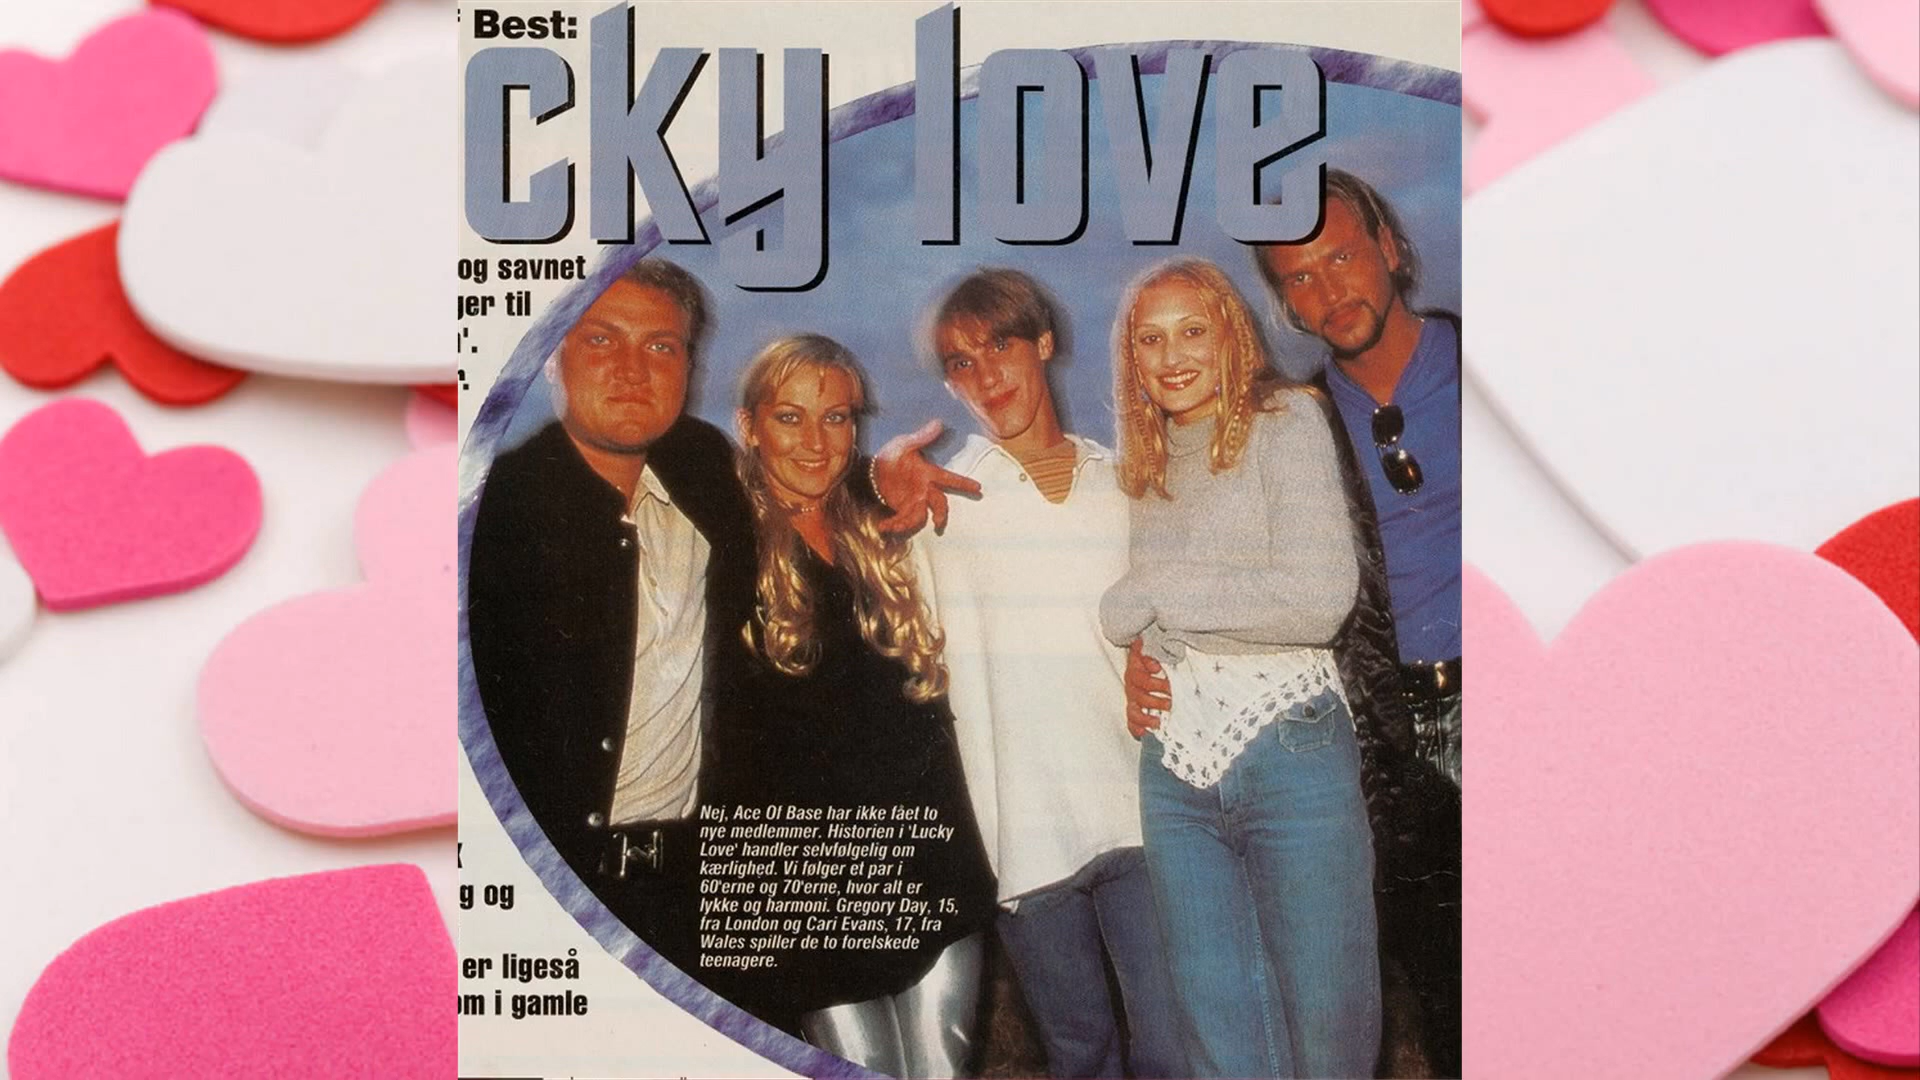 Best:
cky love
og savnet
ger til
'.
r.
Nej, Ace Of Base har ikke fået to
nye medlemmer. Historien i 'Lucky
Love' handler selvfølgelig om
kærlighed. Vi følger et par i
60'erne og 70'erne, hvor alt er
lykke og harmoni. Gregory Day, 15,
fra London og Cari Evans, 17, fra
Wales spiller de to forelskede
teenagere.
g og
er ligeså
om i gamle